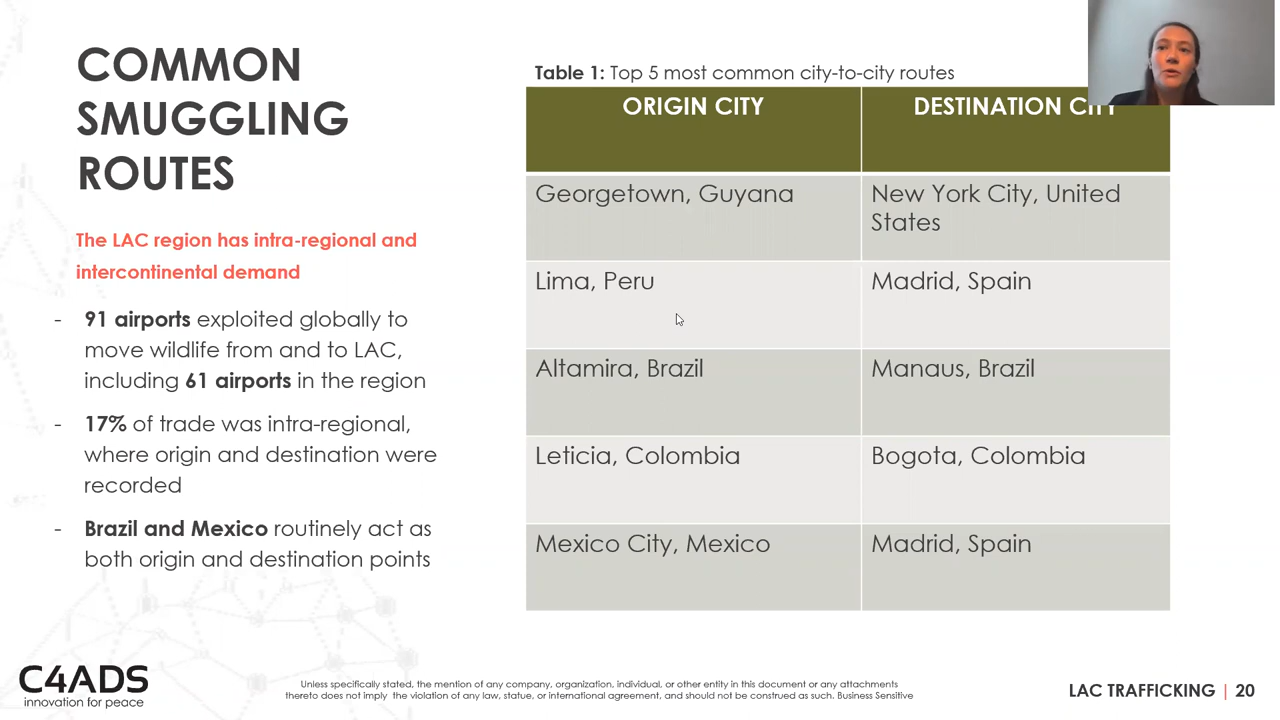 COMMON
SMUGGLING
ROUTES
The LAC region has intra-regional and
intercontinental demand
- 91 airports exploited globally to
move wildlife from and to LAC,
including 61 airports in the region
- 17% of trade was intra-regional,
where origin and destination were
recorded
- Brazil and Mexico routinely act as
both origin and destination points
Table 1: Top 5 most common city-to-city routes
ORIGIN CITY DESTINATION CITY
Georgetown, Guyana New York City, United
States
Lima, Peru Madrid, Spain
Altamira, Brazil Manaus, Brazil
Leticia, Colombia Bogota, Colombia
Mexico City, Mexico Madrid, Spain
C4ADS
innovation for peace
Unless specifically stated, the mention of any company, organization, individual, or other entity in this document or any attachments
thereto does not imply the violation of any law, statue, or international agreement, and should not be construed as such. Business Sensitive
LAC TRAFFICKING | 20